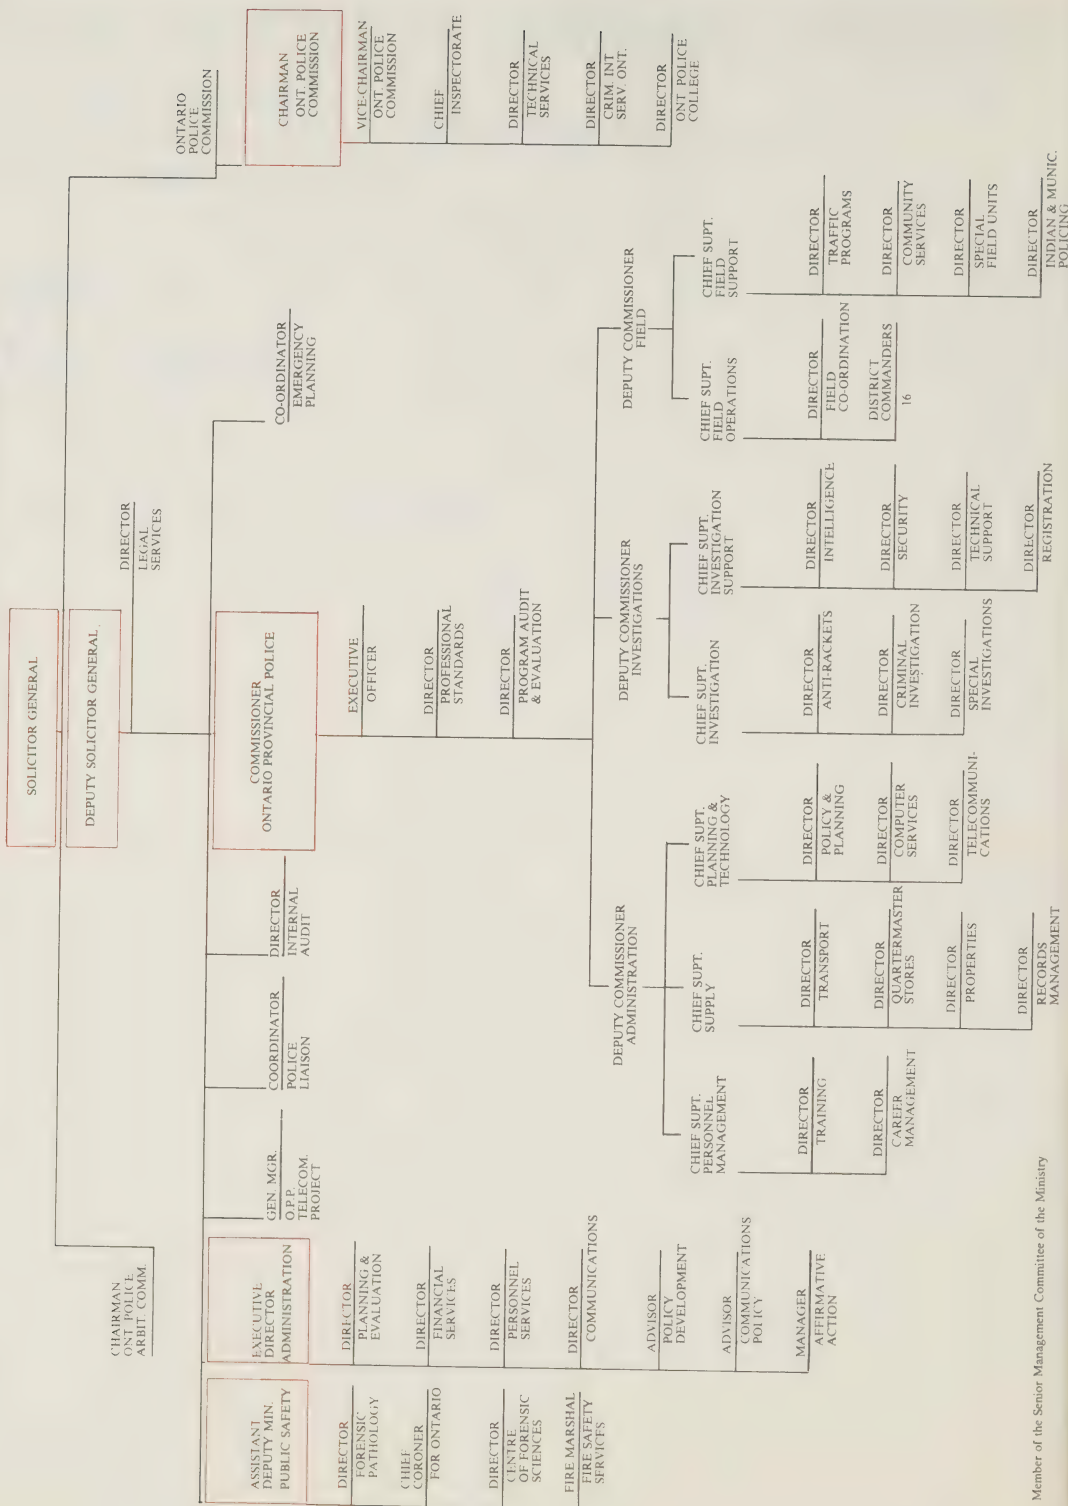 SOLICITOR GENERAL
DEPUTY SOLICITOR GENERAL
CHAIRMAN
ONT POLICE
ARBIT. COMM.
DIRECTOR
LEGAL
SERVICES
ONTARIO
POLICE
COMMISSION
ASSISTANT
DEPUTY MIN.
PUBLIC SAFETY
DIRECTOR
FORENSIC
PATHOLOGY
CHIEF
CORONER
FOR ONTARIO
DIRECTOR
CENTRE
OF FORENSIC
SCIENCES
FIRE MARSHAL
FIRE SAFETY
SERVICES
EXECUTIVE
DIRECTOR
ADMINISTRATION
DIRECTOR
PLANNING &
EVALUATION
DIRECTOR
FINANCIAL
SERVICES
DIRECTOR
PERSONNEL
SERVICES
DIRECTOR
COMMUNICATIONS
ADVISOR
POLICY
DEVELOPMENT
ADVISOR
COMMUNICATIONS
POLICY
MANAGER
AFFIRMATIVE
ACTION
GEN. MGR.
O.P.P.
TELECOM.
PROJECT
COORDINATOR
POLICE
LIAISON
DIRECTOR
INTERNAL
AUDIT
COMMISSIONER
ONTARIO PROVINCIAL POLICE
EXECUTIVE
OFFICER
DIRECTOR
PROFESSIONAL
STANDARDS
DIRECTOR
PROGRAM AUDIT
& EVALUATION
CO-ORDINATOR
EMERGENCY
PLANNING
CHAIRMAN
ONT. POLICE
COMMISSION
VICE-CHAIRMAN
ONT. POLICE
COMMISSION
CHIEF
INSPECTORATE
DIRECTOR
TECHNICAL
SERVICES
DIRECTOR
CRIM. INT
SERV. ONT.
DIRECTOR
ONT POLICE
COLLEGE
DEPUTY COMMISSIONER
ADMINISTRATION
CHIEF SUPT.
PERSONNEL
MANAGEMENT
DIRECTOR
TRAINING
DIRECTOR
CAREER
MANAGEMENT
CHIEF SUPT.
SUPPLY
DIRECTOR
TRANSPORT
DIRECTOR
QUARTERMASTER
STORES
DIRECTOR
PROPERTIES
DIRECTOR
RECORDS
MANAGEMENT
CHIEF SUPT.
PLANNING &
TECHNOLOGY
DIRECTOR
POLICY &
PLANNING
DIRECTOR
COMPUTER
SERVICES
DIRECTOR
TELECOMMUNI-
CATIONS
DEPUTY COMMISSIONER
INVESTIGATIONS
CHIEF SUPT.
INVESTIGATION
DIRECTOR
ANTI-RACKETS
DIRECTOR
CRIMINAL
INVESTIGATION
DIRECTOR
SPECIAL
INVESTIGATIONS
CHIEF SUPT.
INVESTIGATION
SUPPORT
DIRECTOR
INTELLIGENCE
DIRECTOR
SECURITY
DIRECTOR
TECHNICAL
SUPPORT
DIRECTOR
REGISTRATION
DEPUTY COMMISSIONER
FIELD
CHIEF SUPT.
FIELD
OPERATIONS
DIRECTOR
FIELD
CO-ORDINATION
DISTRICT
COMMANDERS
16
CHIEF SUPT.
FIELD
SUPPORT
DIRECTOR
TRAFFIC
PROGRAMS
DIRECTOR
COMMUNITY
SERVICES
DIRECTOR
SPECIAL
FIELD UNITS
DIRECTOR
INDIAN & MUNIC.
POLICING
Member of the Senior Management Committee of the Ministry